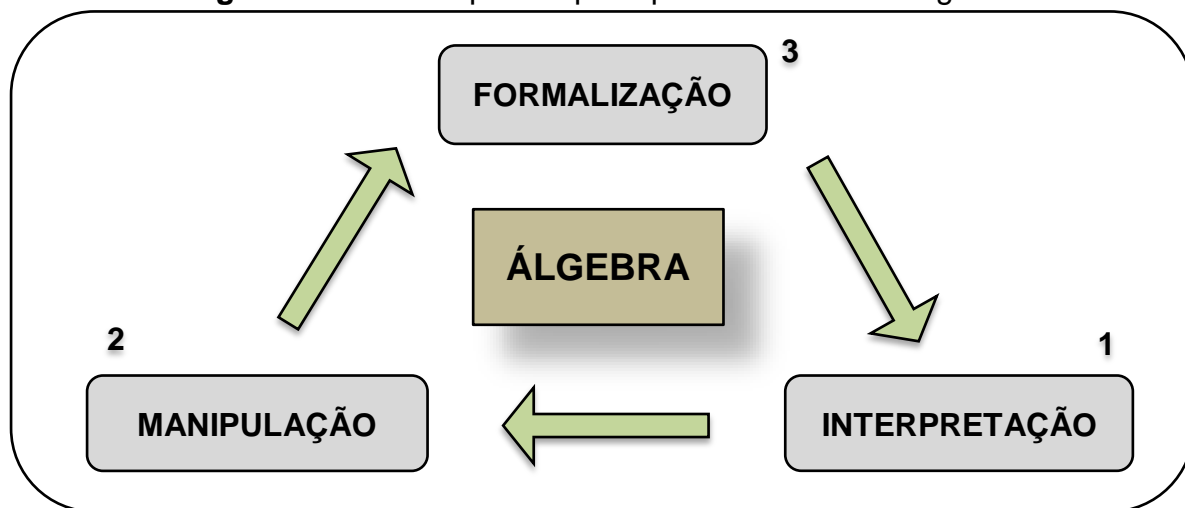 3
FORMALIZAÇÃO
ÁLGEBRA
2
1
MANIPULAÇÃO
INTERPRETAÇÃO